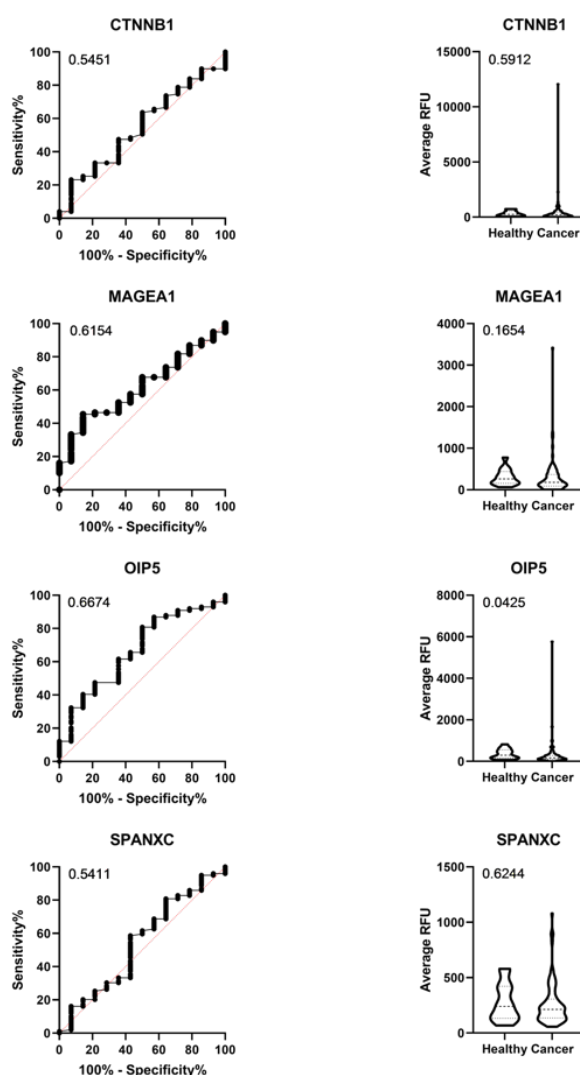 CTNNB1
0.5451
100
80
60
40
20
0
Sensitivity%
0 20 40 60 80 100
100% - Specificity%
CTNNB1
0.5912
15000
10000
5000
0
Average RFU
Healthy Cancer
MAGEA1
0.6154
100
80
60
40
20
0
Sensitivity%
0 20 40 60 80 100
100% - Specificity%
MAGEA1
0.1654
4000
3000
2000
1000
0
Average RFU
Healthy Cancer
OIP5
0.6674
100
80
60
40
20
0
Sensitivity%
0 20 40 60 80 100
100% - Specificity%
OIP5
0.0425
8000
6000
4000
2000
0
Average RFU
Healthy Cancer
SPANXC
0.5411
100
80
60
40
20
0
Sensitivity%
0 20 40 60 80 100
100% - Specificity%
SPANXC
0.6244
1500
1000
500
0
Average RFU
Healthy Cancer